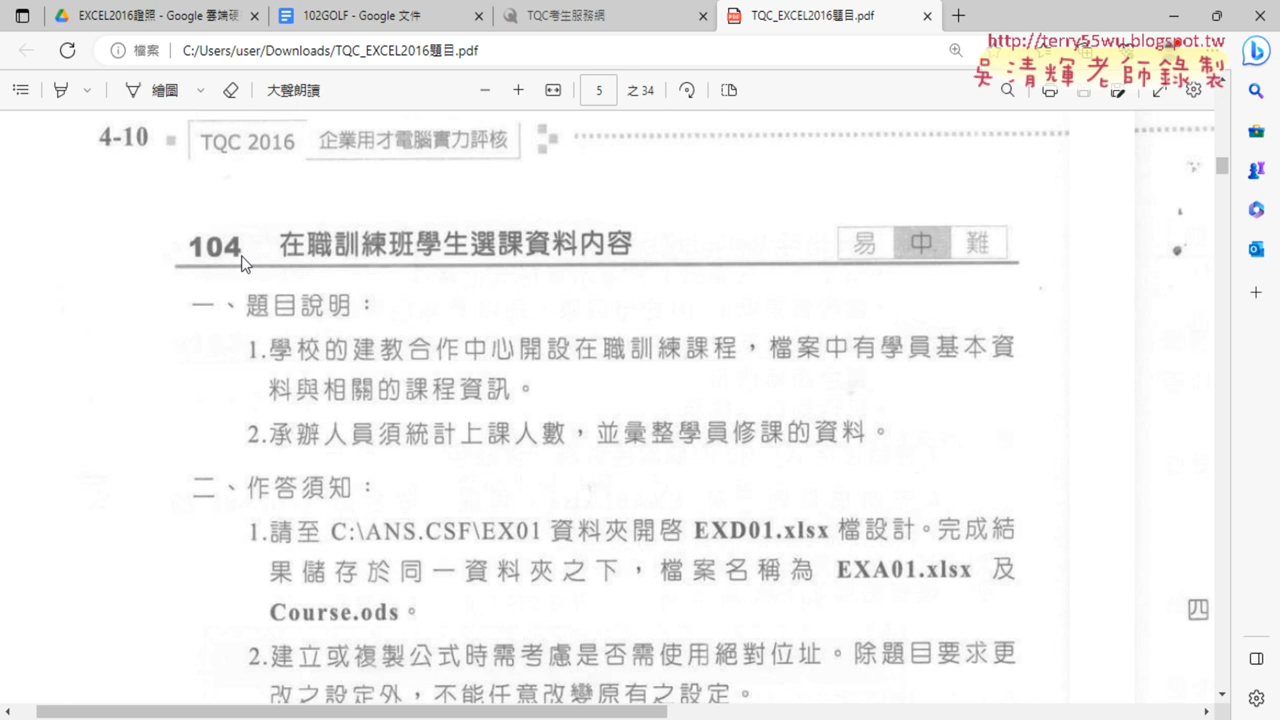 EXCEL2016證照 - Google 雲端硬
102GOLF - Google 文件
TQC考生服務網
TQC_EXCEL2016題目.pdf
檔案
C:/Users/user/Downloads/TQC_EXCEL2016題目.pdf
http://terry55wu.blogspot.tw
吳清輝老師錄製
繪圖
大聲朗讀
5
之 34
4-10
TQC 2016
企業用才電腦實力評核
104 在職訓練班學生選課資料內容
易 中 難
一、題目說明：
1.學校的建教合作中心開設在職訓練課程，檔案中有學員基本資
料與相關的課程資訊。
2.承辦人員須統計上課人數，並彙整學員修課的資料。
二、作答須知：
1.請至 C:\ANS.CSF\EX01 資料夾開啓 EXD01.xlsx 檔設計。完成結
果儲存於同一資料夾之下，檔案名稱為 EXA01.xlsx 及
Course.ods。
2.建立或複製公式時需考慮是否需使用絕對位址。除題目要求更
改之設定外，不能任意改變原有之設定。
四